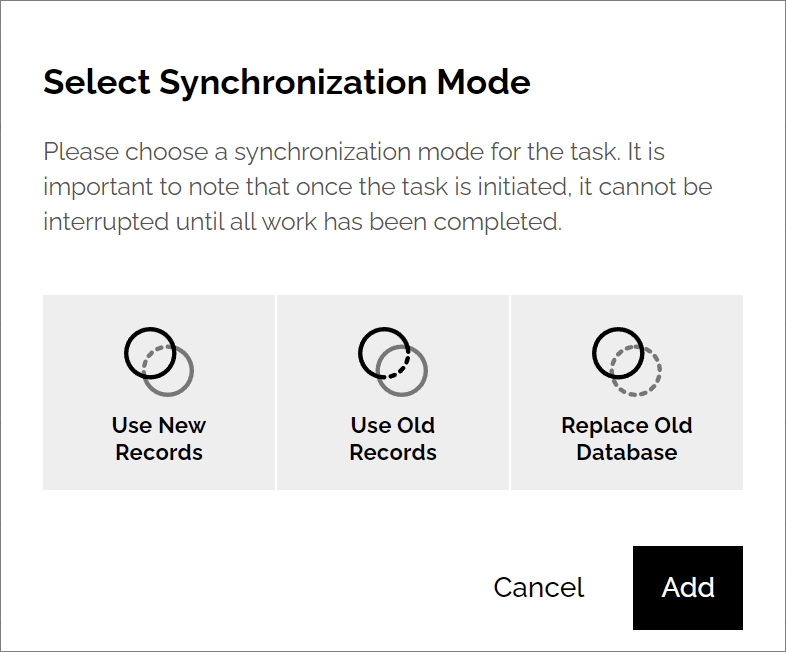 Select Synchronization Mode
Please choose a synchronization mode for the task. It is
important to note that once the task is initiated, it cannot be
interrupted until all work has been completed.
Use New
Records
Use Old
Records
Replace Old
Database
Cancel
Add